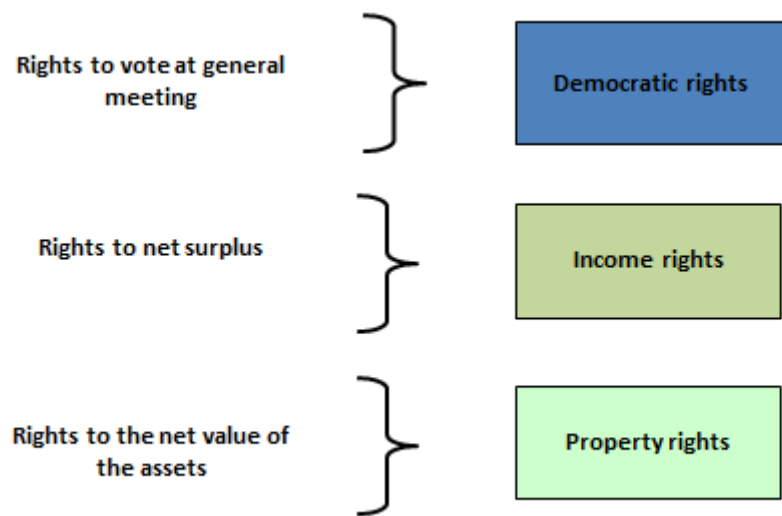 Rights to vote at general
meeting
Democratic rights
Rights to net surplus
Income rights
Rights to the net value of
the assets
Property rights